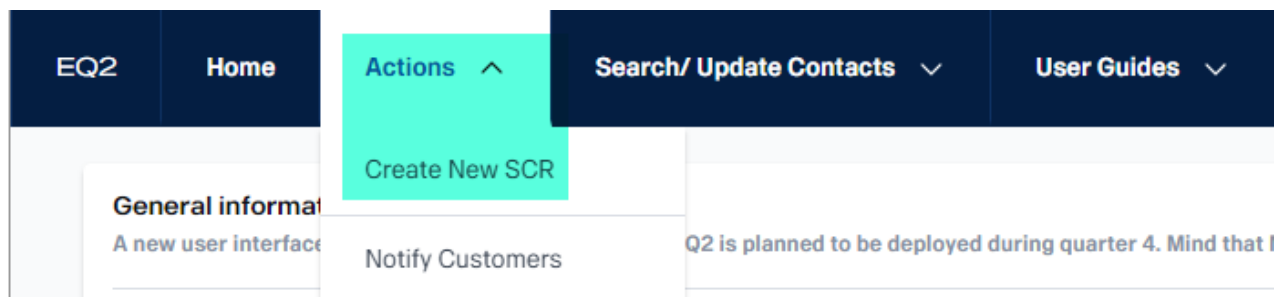 EQ2 Home Actions Search/ Update Contacts User Guides
Create New SCR
General informat
A new user interface Q2 is planned to be deployed during quarter 4. Mind that
Notify Customers